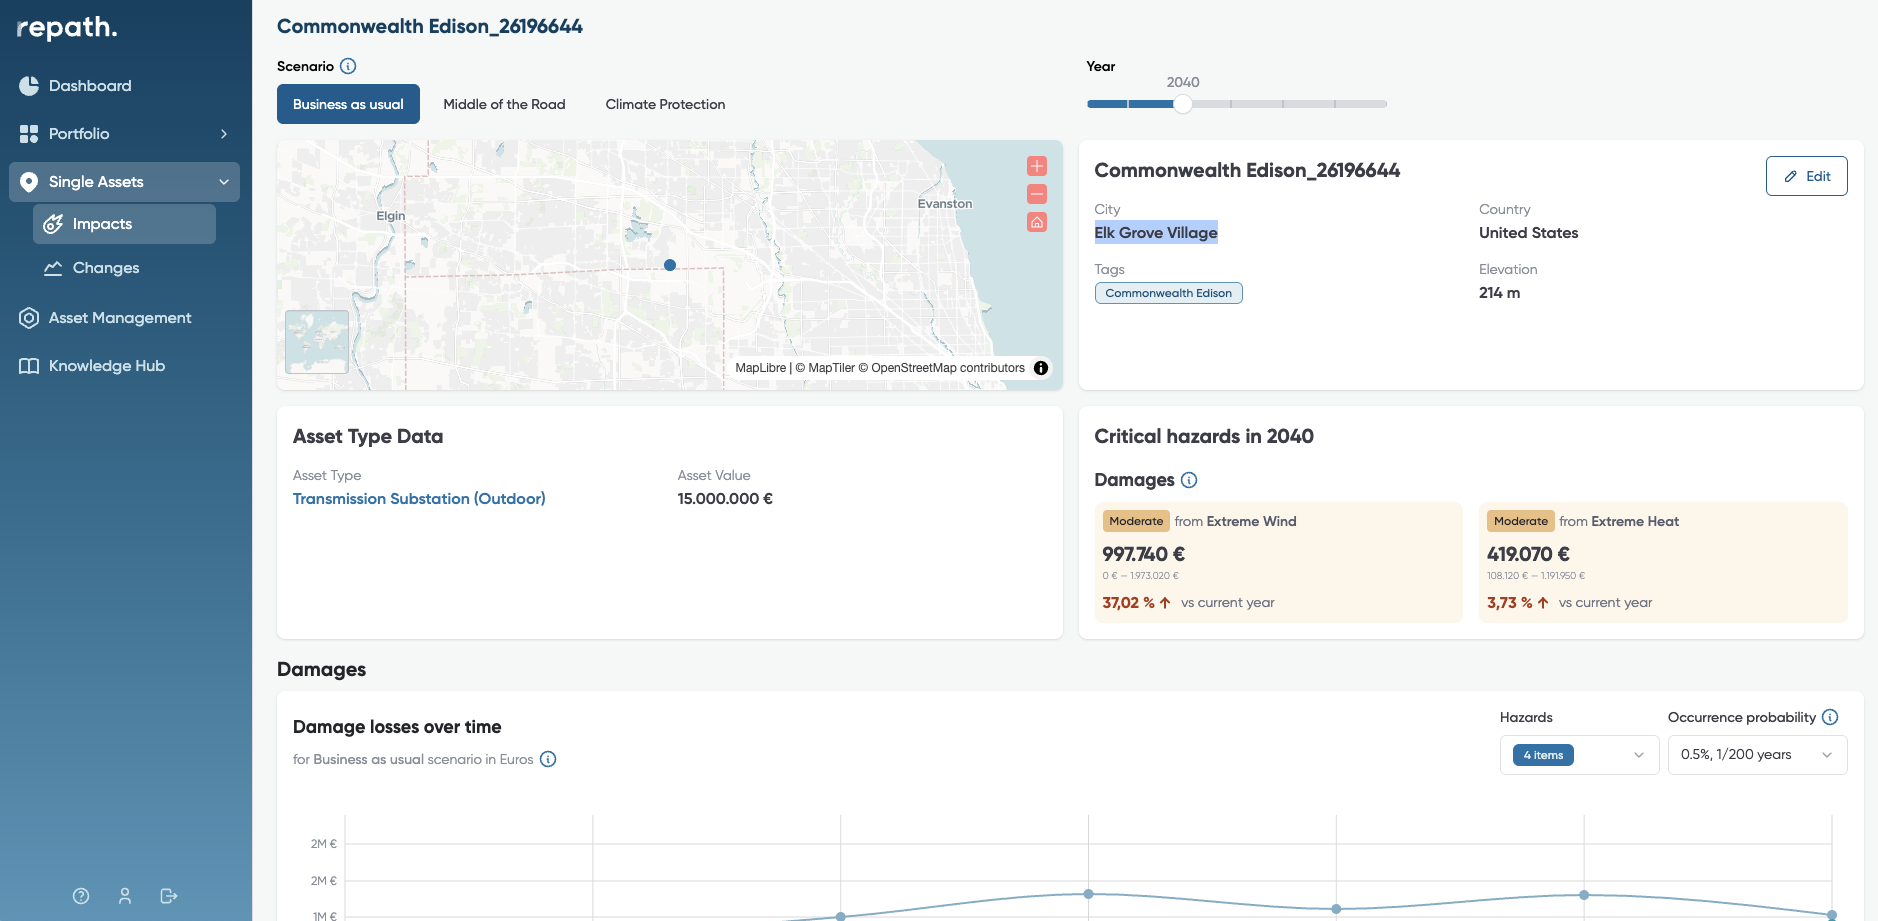 repath.
Dashboard
Portfolio
Single Assets
Impacts
Changes
Asset Management
Knowledge Hub
Commonwealth Edison_26196644
Scenario
Business as usual
Middle of the Road
Climate Protection
Year
2040
Elgin
Evanston
MapLibre | © MapTiler © OpenStreetMap contributors
Commonwealth Edison_26196644
Edit
City
Elk Grove Village
Country
United States
Tags
Commonwealth Edison
Elevation
214 m
Asset Type Data
Asset Type
Transmission Substation (Outdoor)
Asset Value
15.000.000 €
Critical hazards in 2040
Damages
Moderate from Extreme Wind
997.740 €
0 € – 1.973.020 €
37,02 % ↑ vs current year
Moderate from Extreme Heat
419.070 €
108.120 € – 1.191.950 €
3,73 % ↑ vs current year
Damages
Damage losses over time
for Business as usual scenario in Euros
Hazards
4 items
Occurrence probability
0.5%, 1/200 years
2M €
2M €
1M €